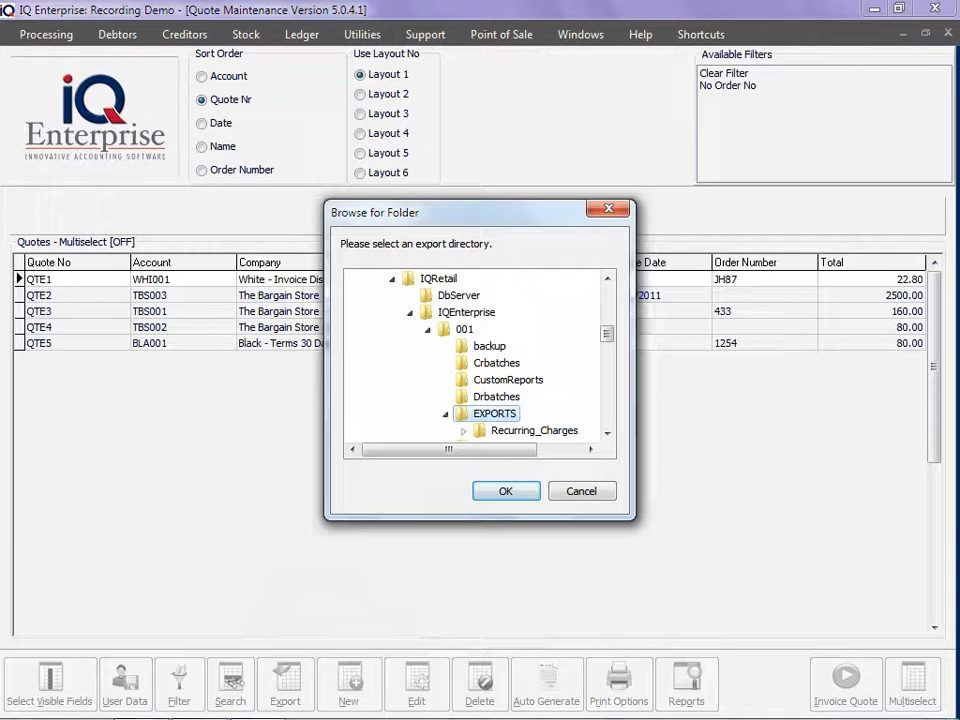 IQ Enterprise: Recording Demo - [Quote Maintenance Version 5.0.4.1]
Processing Debtors Creditors Stock Ledger Utilities Support Point of Sale Windows Help Shortcuts
iQ
Enterprise
INNOVATIVE ACCOUNTING SOFTWARE
Sort Order
Account
Quote Nr
Date
Name
Order Number
Use Layout No
Layout 1
Layout 2
Layout 3
Layout 4
Layout 5
Layout 6
Available Filters
Clear Filter
No Order No
Quotes - Multiselect [OFF]
Quote No Account Company e Date Order Number Total
QTE1 WHI001 White - Invoice Dis JH87 22.80
QTE2 TBS003 The Bargain Store 2011 2500.00
QTE3 TBS001 The Bargain Store 433 160.00
QTE4 TBS002 The Bargain Store 80.00
QTE5 BLA001 Black - Terms 30 Da 1254 80.00
Browse for Folder
Please select an export directory.
IQRetail
DbServer
IQEnterprise
001
backup
Crbatches
CustomReports
Drbatches
EXPORTS
Recurring_Charges
OK Cancel
Select Visible Fields User Data Filter Search Export New Edit Delete Auto Generate Print Options Reports Invoice Quote Multiselect